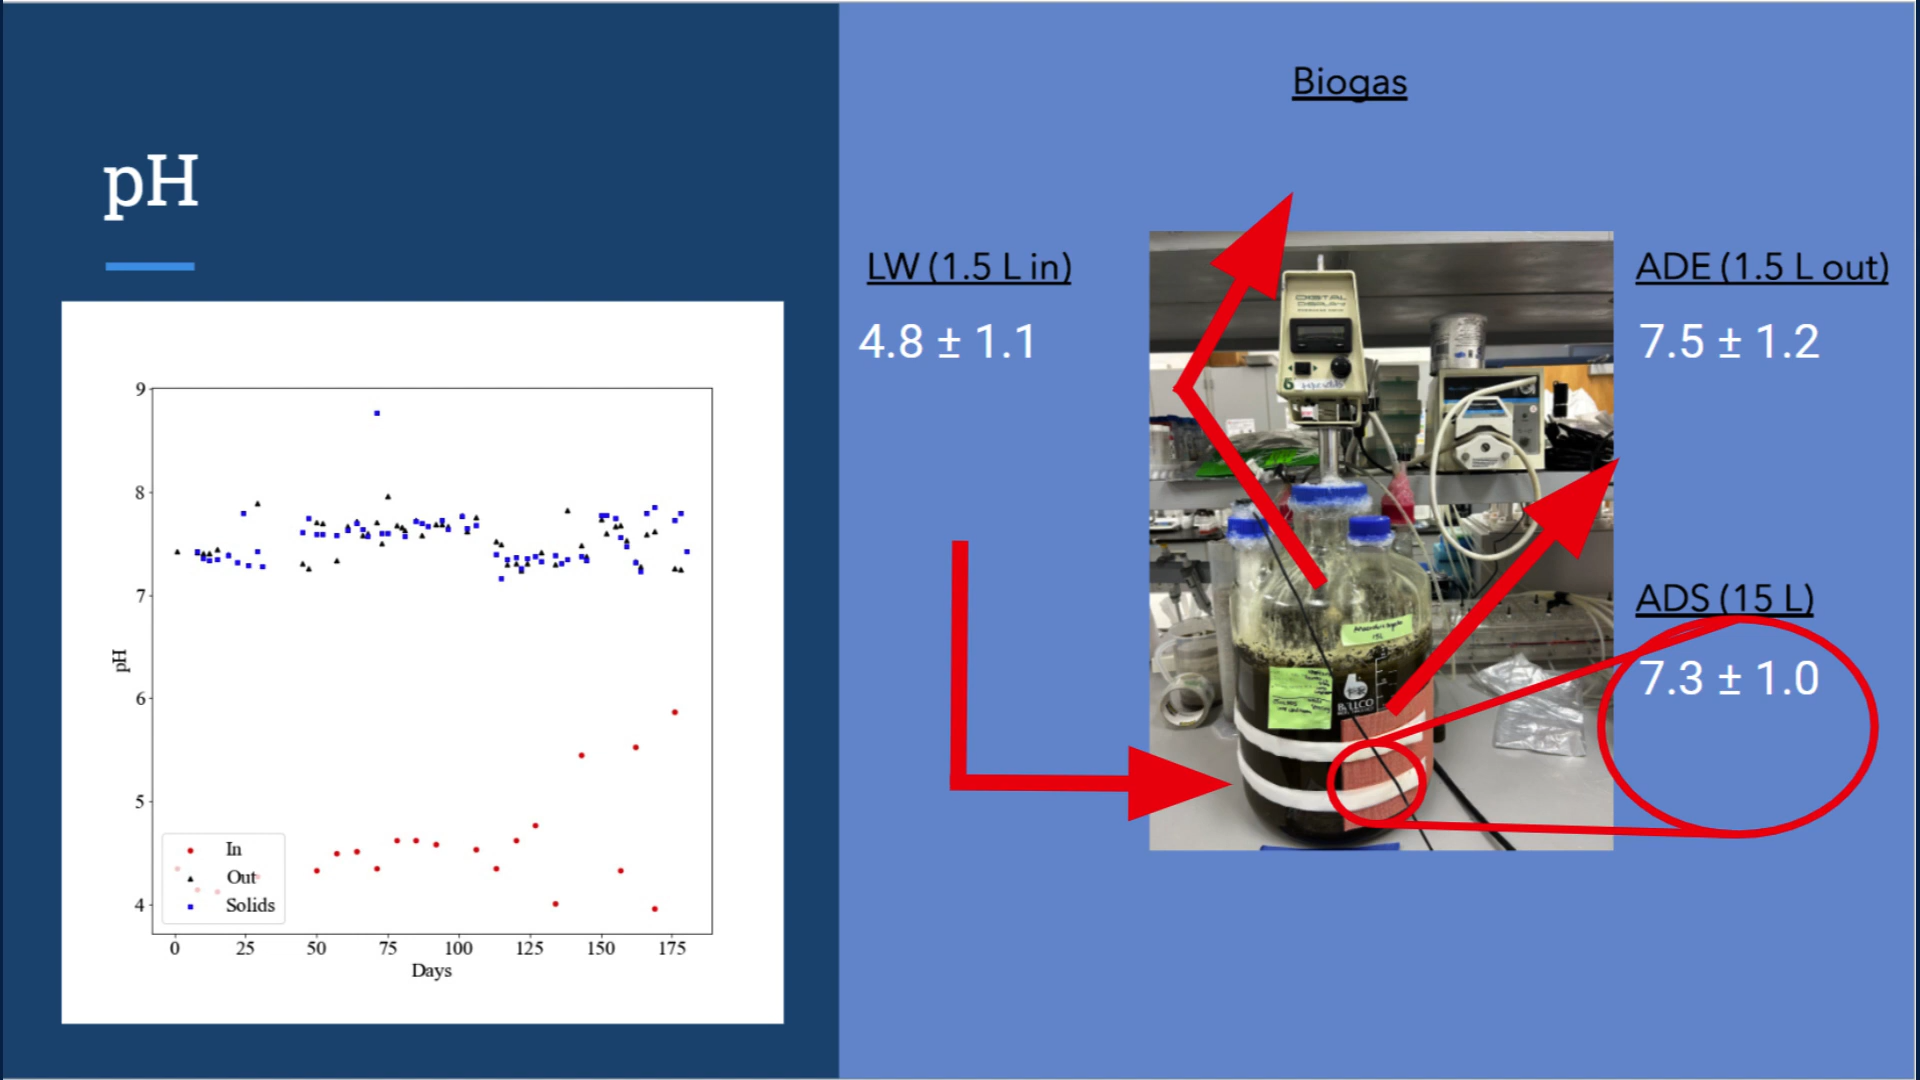 pH
9
8
7
6
5
4
pH
In
Out
Solids
0 25 50 75 100 125 150 175
Days
Biogas
LW (1.5 L in)
4.8 ± 1.1
ADE (1.5 L out)
7.5 ± 1.2
ADS (15 L)
7.3 ± 1.0
DIGITAL
BELLCO